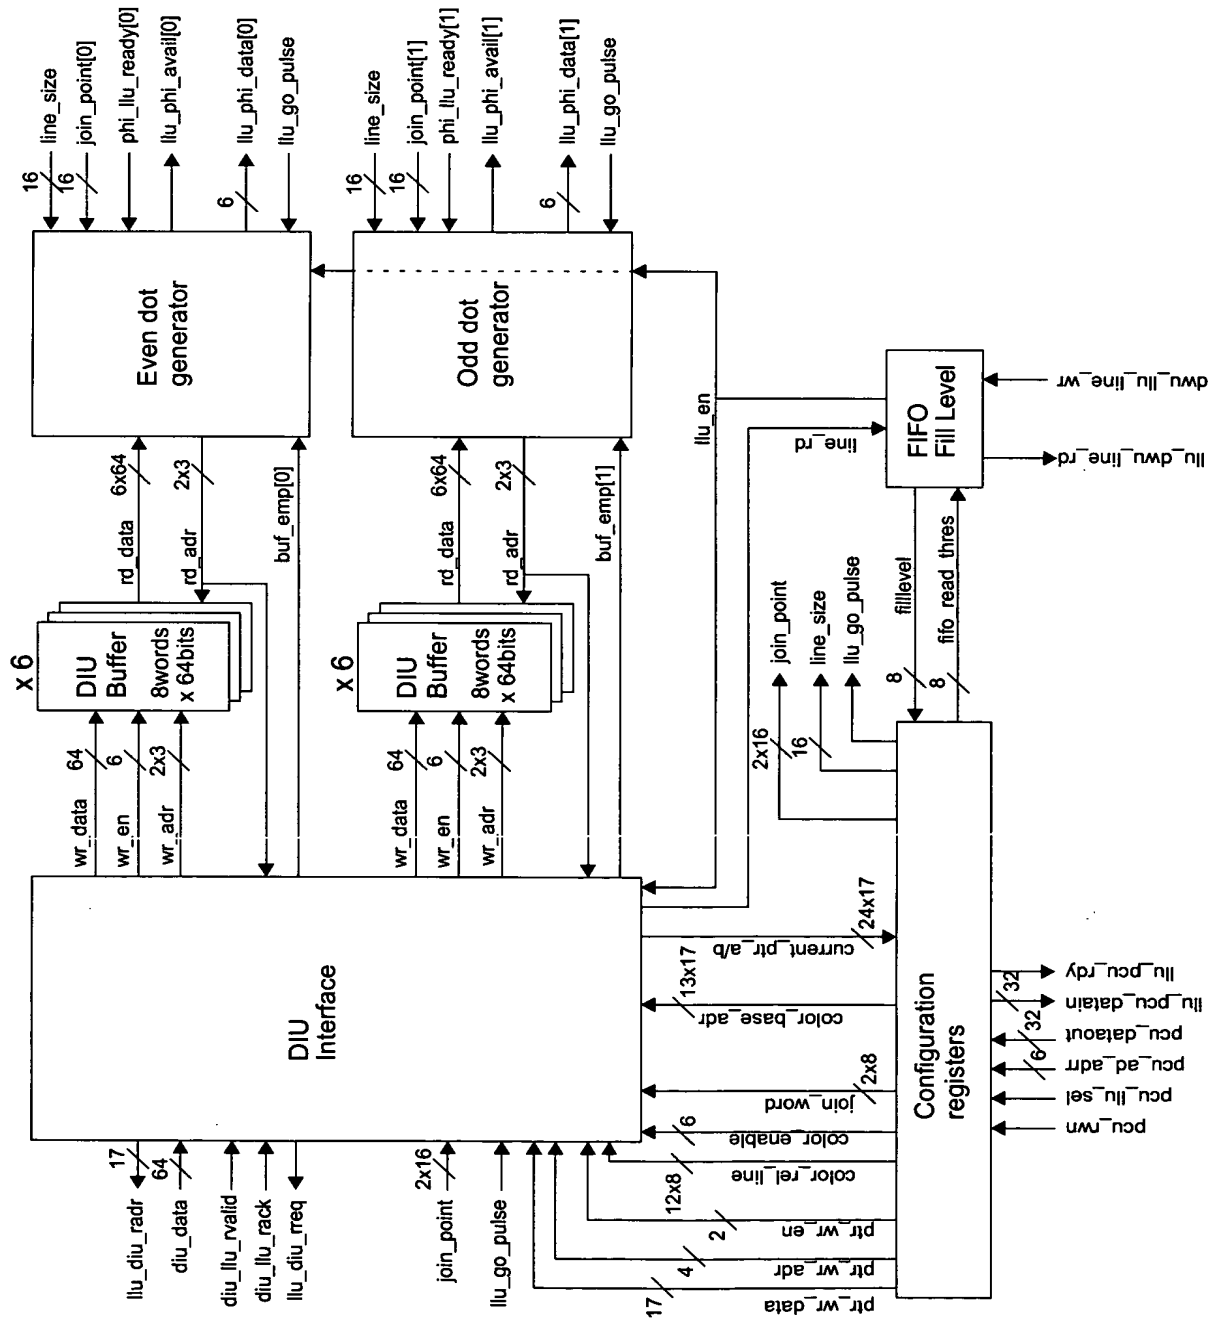 llu_diu_radr
17
diu_data
64
diu_llu_rvalid
diu_llu_rack
llu_diu_rreq
join_point
2x16
llu_go_pulse
DIU
Interface
wr_data
64
wr_en
6
wr_adr
2x3
x 6
DIU
Buffer
8words
x 64bits
rd_data
6x64
rd_adr
2x3
buf_emp[0]
Even dot
generator
line_size
16
join_point[0]
16
phi_llu_ready[0]
llu_phi_avail[0]
llu_phi_data[0]
6
llu_go_pulse
wr_data
64
wr_en
6
wr_adr
2x3
x 6
DIU
Buffer
8words
x 64bits
rd_data
6x64
rd_adr
2x3
buf_emp[1]
Odd dot
generator
line_size
16
join_point[1]
16
phi_llu_ready[1]
llu_phi_avail[1]
llu_phi_data[1]
6
llu_go_pulse
llu_en
line_rd
FIFO
Fill Level
dwu_llu_line_wr
llu_dwu_line_rd
filllevel
8
fifo_read_thres
8
join_point
2x16
line_size
16
llu_go_pulse
current_ptr_a/b
24x17
color_base_adr
13x17
join_word
2x8
color_enable
6
color_rel_line
12x8
ptr_wr_en
2
ptr_wr_adr
4
ptr_wr_data
17
Configuration
registers
llu_pcu_rdy
llu_pcu_datain
32
pcu_dataout
32
pcu_ad_adrr
6
pcu_llu_sel
pcu_rwn